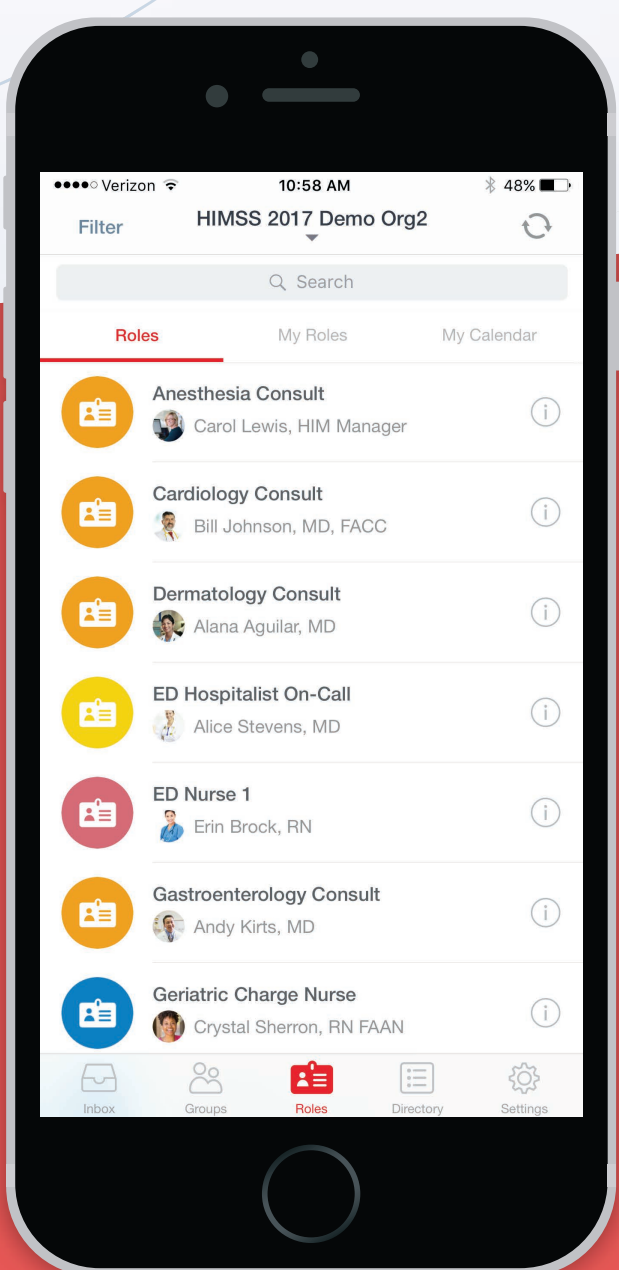 Verizon
10:58 AM
48%
Filter
HIMSS 2017 Demo Org2
Search
Roles
My Roles
My Calendar
Anesthesia Consult
Carol Lewis, HIM Manager
Cardiology Consult
Bill Johnson, MD, FACC
Dermatology Consult
Alana Aguilar, MD
ED Hospitalist On-Call
Alice Stevens, MD
ED Nurse 1
Erin Brock, RN
Gastroenterology Consult
Andy Kirts, MD
Geriatric Charge Nurse
Crystal Sherron, RN FAAN
Inbox
Groups
Roles
Directory
Settings